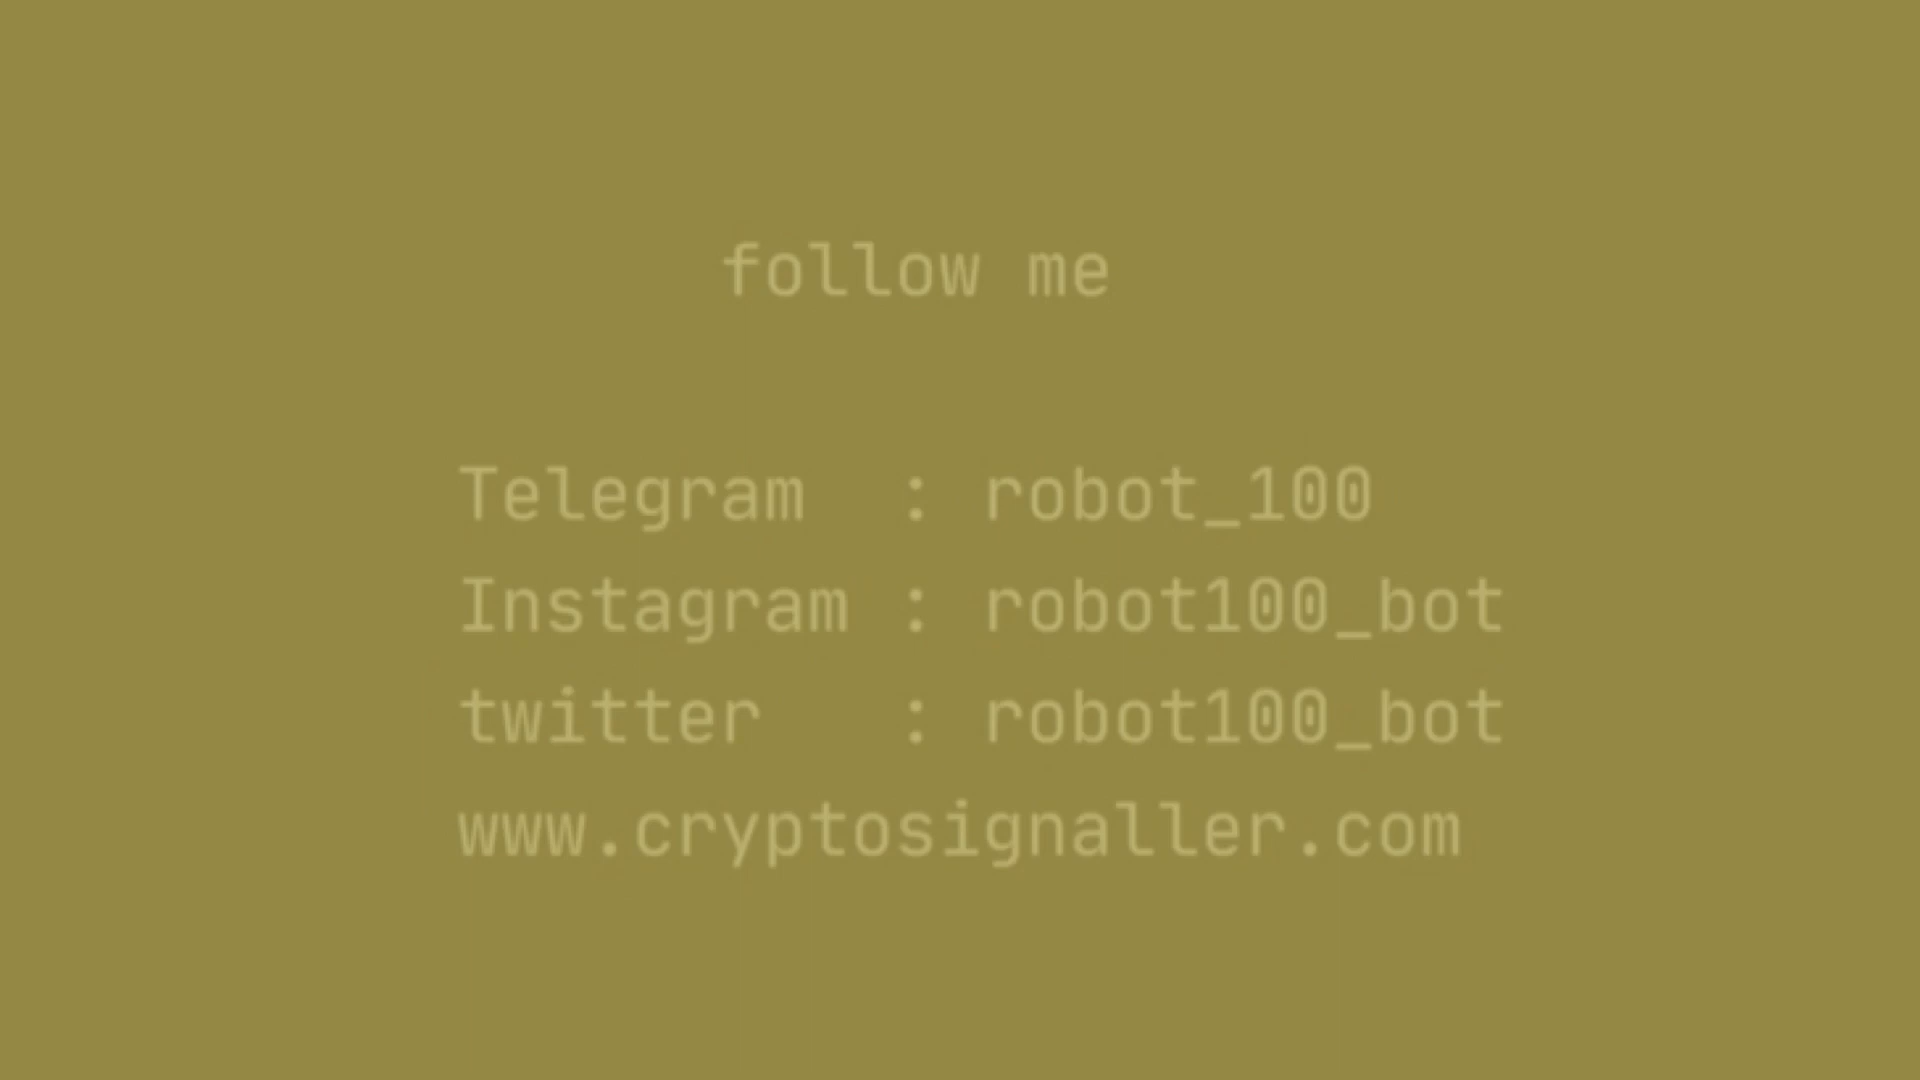 follow me
Telegram  : robot_100
Instagram : robot100_bot
twitter   : robot100_bot
www.cryptosignaller.com